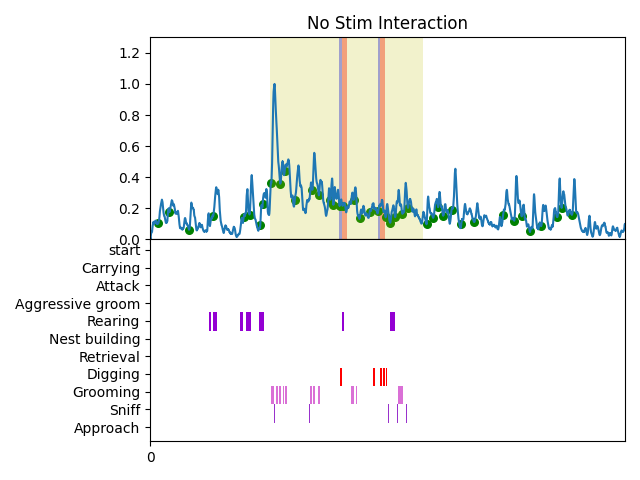 No Stim Interaction
1.2
1.0
0.8
0.6
0.4
0.2
0.0
start
Carrying
Attack
Aggressive groom
Rearing
Nest building
Retrieval
Digging
Grooming
Sniff
Approach
0